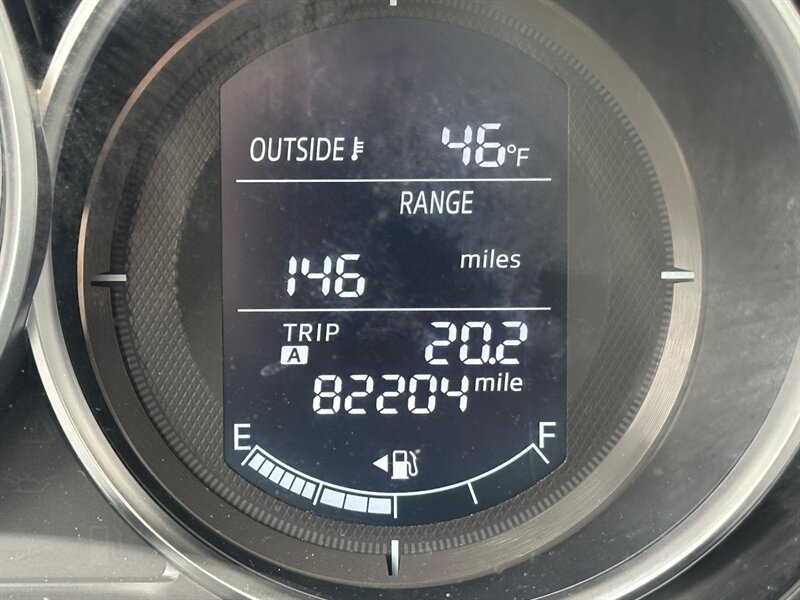 OUTSIDE 46°F
RANGE
146 miles
TRIP A 20.2
82204 mile
E F